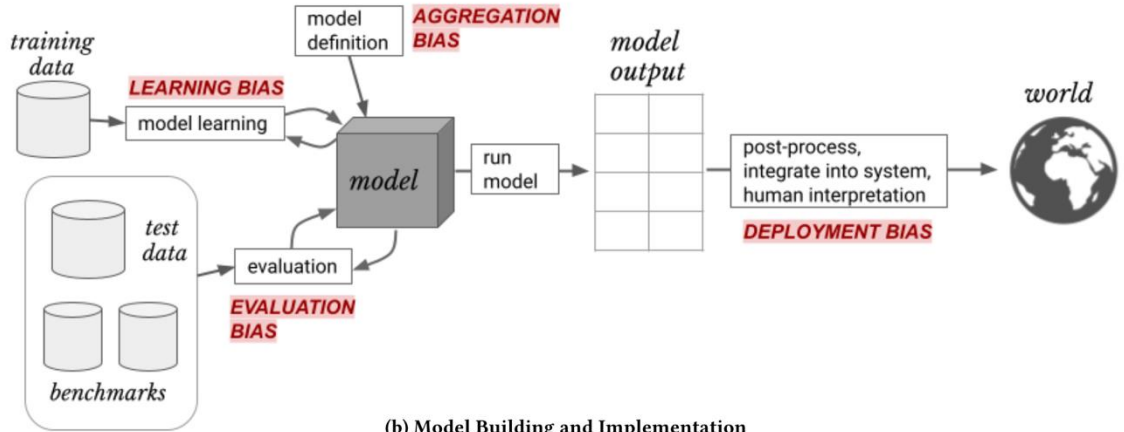 training
data
LEARNING BIAS
model learning
model
definition
AGGREGATION
BIAS
model
test
data
benchmarks
evaluation
EVALUATION
BIAS
run
model
model
output
post-process,
integrate into system,
human interpretation
DEPLOYMENT BIAS
world
(b) Model Building and Implementation